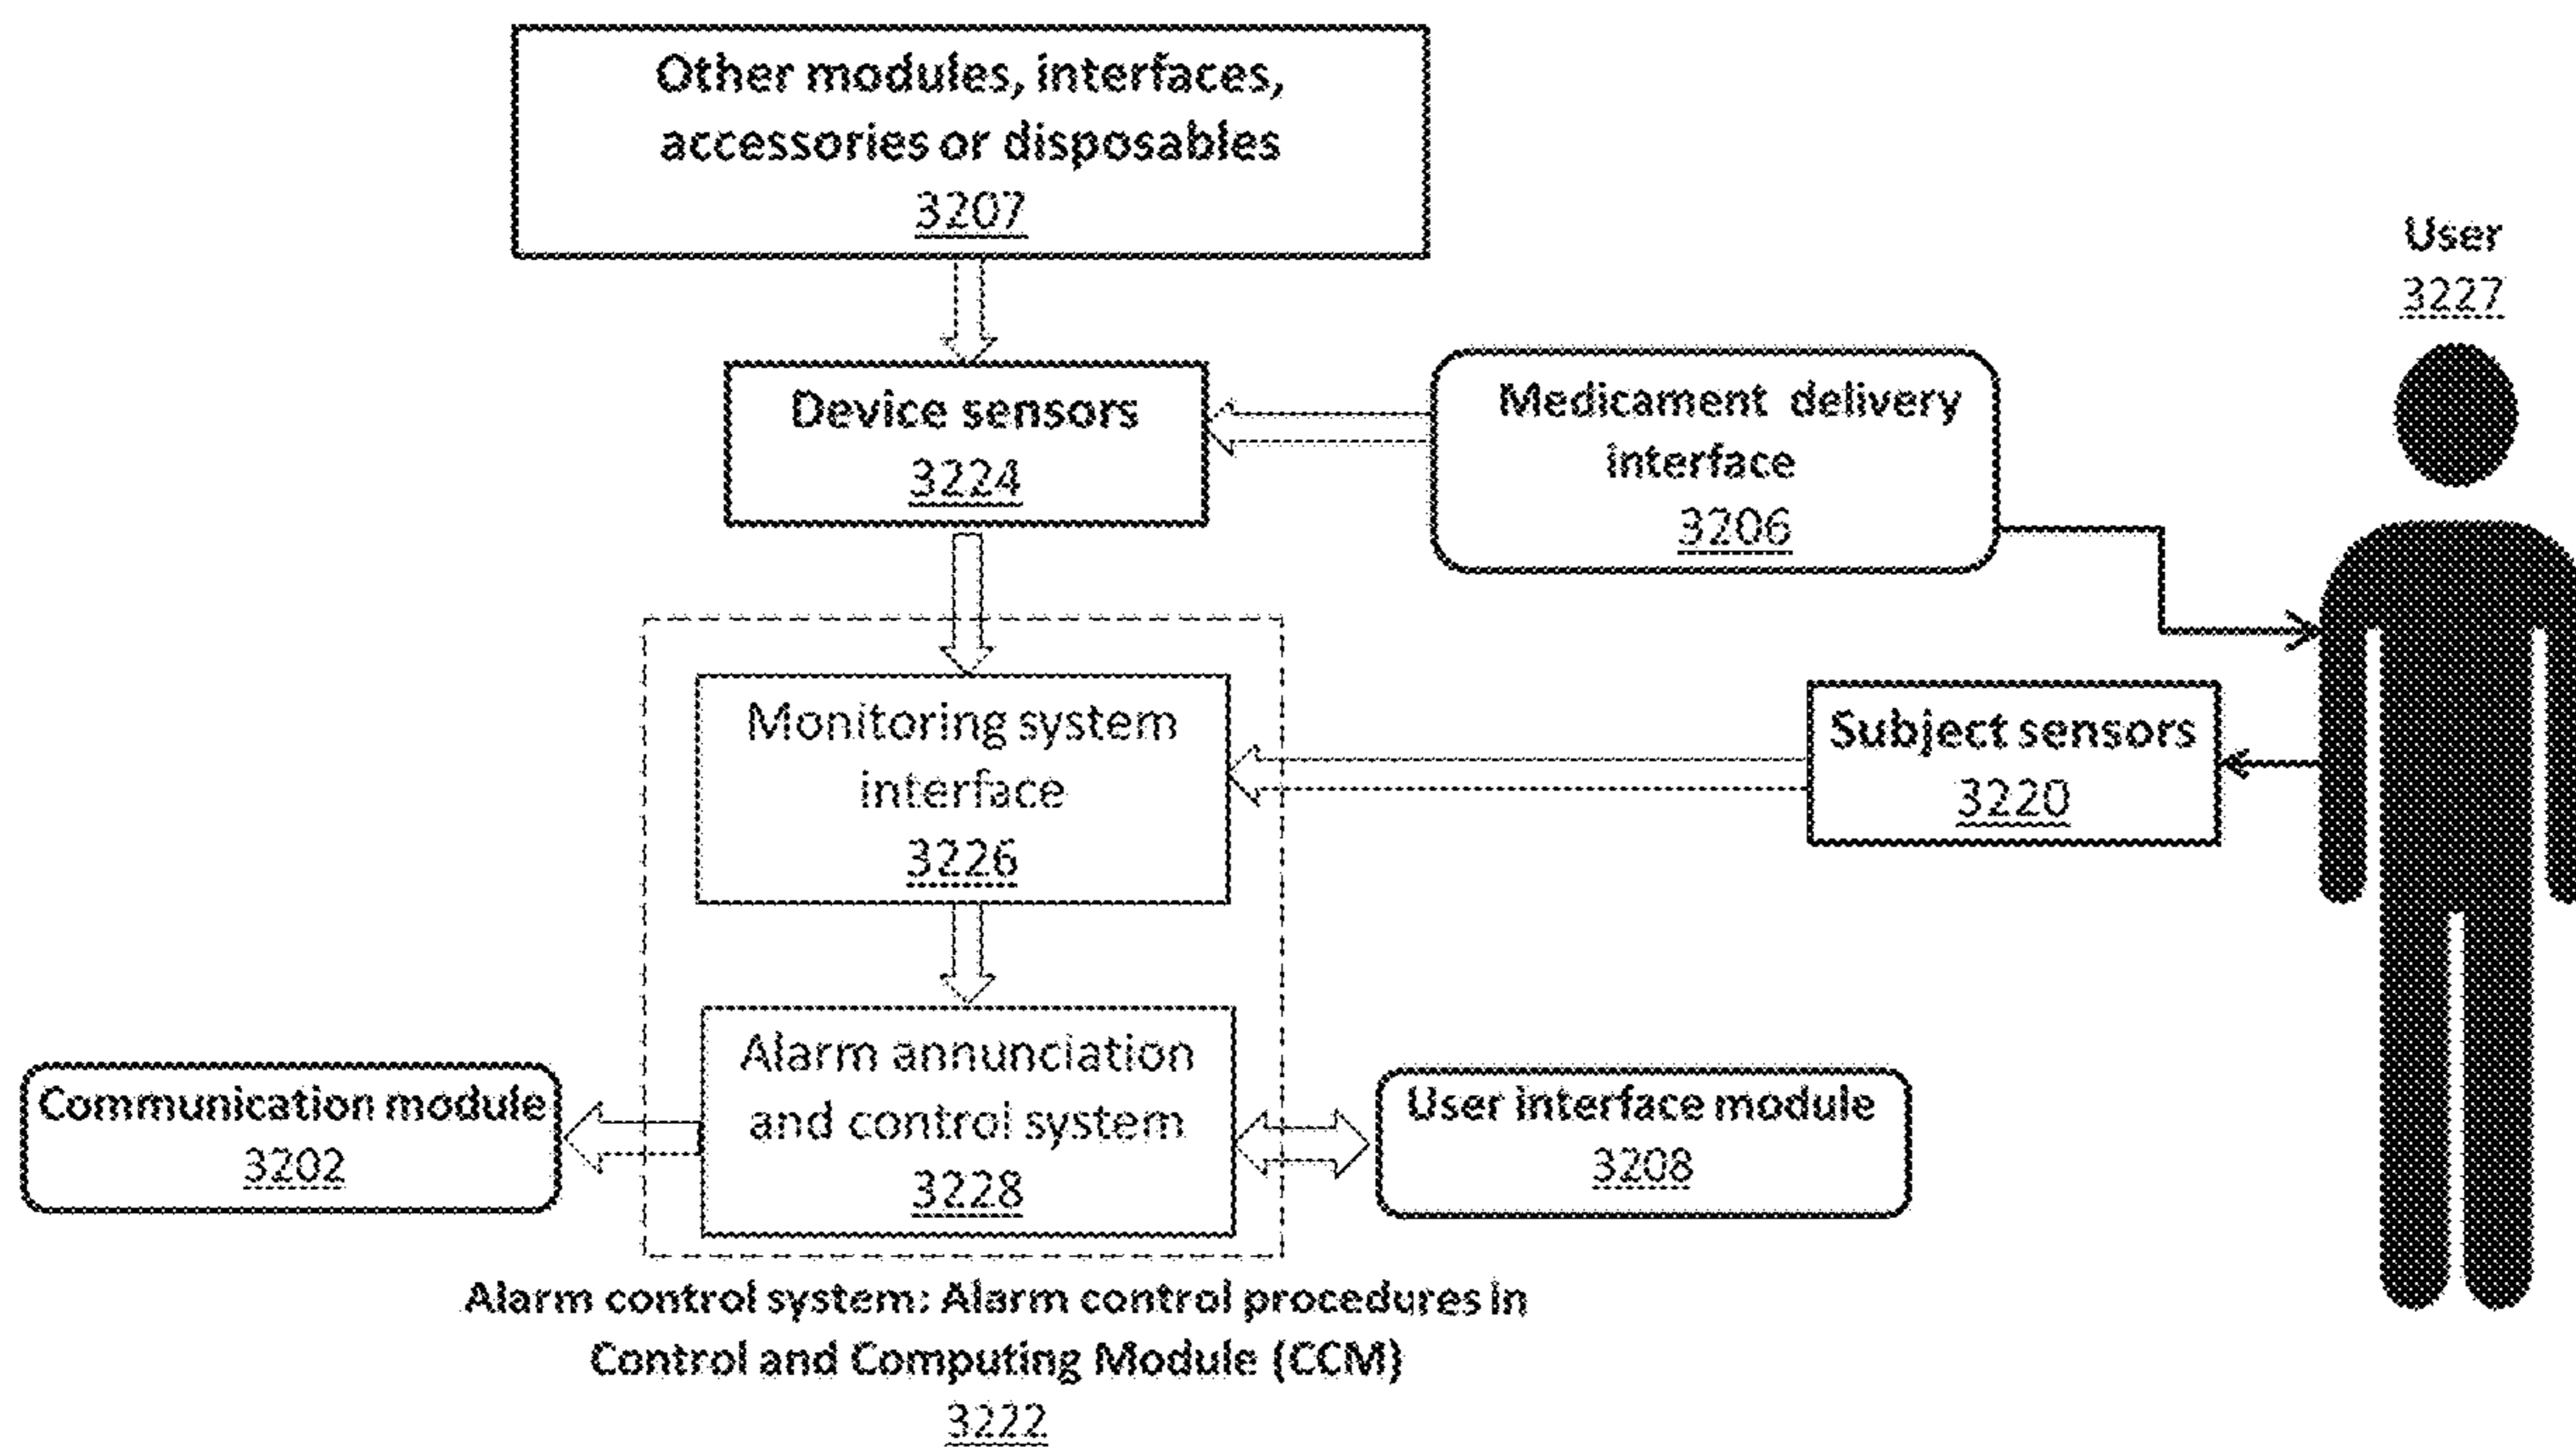 Other modules, interfaces,
accessories or disposables
3207
User
3227
Device sensors
3224
Medicament delivery
interface
3206
Monitoring system
interface
3226
Subject sensors
3220
Alarm annunciation
and control system
3228
Communication module
3202
User interface module
3208
Alarm control system: Alarm control procedures in
Control and Computing Module (CCM)
3222